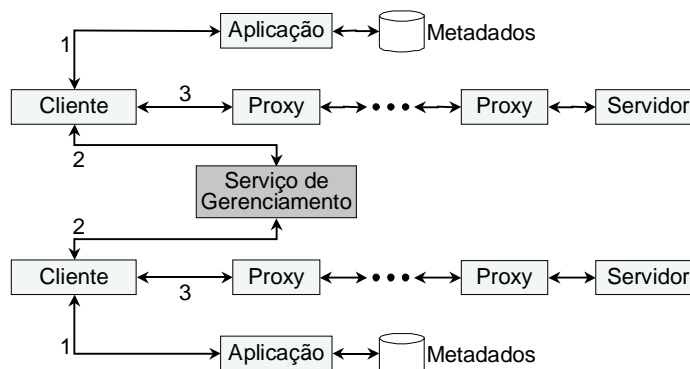 1
Aplicação
Metadados
Cliente
3
Proxy
Proxy
Servidor
2
Serviço de
Gerenciamento
2
Cliente
3
Proxy
Proxy
Servidor
1
Aplicação
Metadados